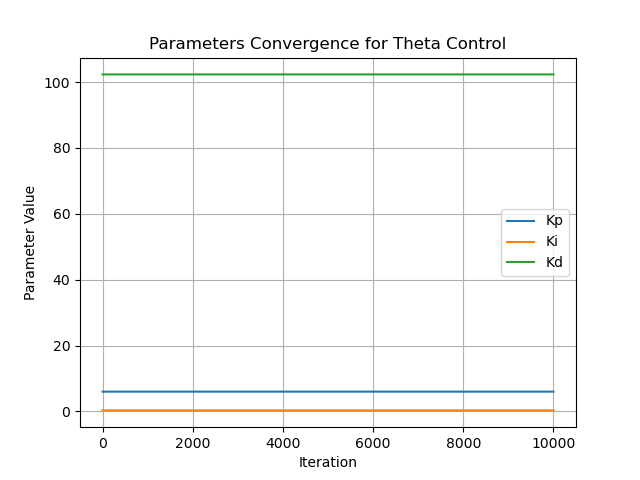 Parameters Convergence for Theta Control
Parameter Value
100
80
60
40
20
0
Kp
Ki
Kd
0 2000 4000 6000 8000 10000
Iteration